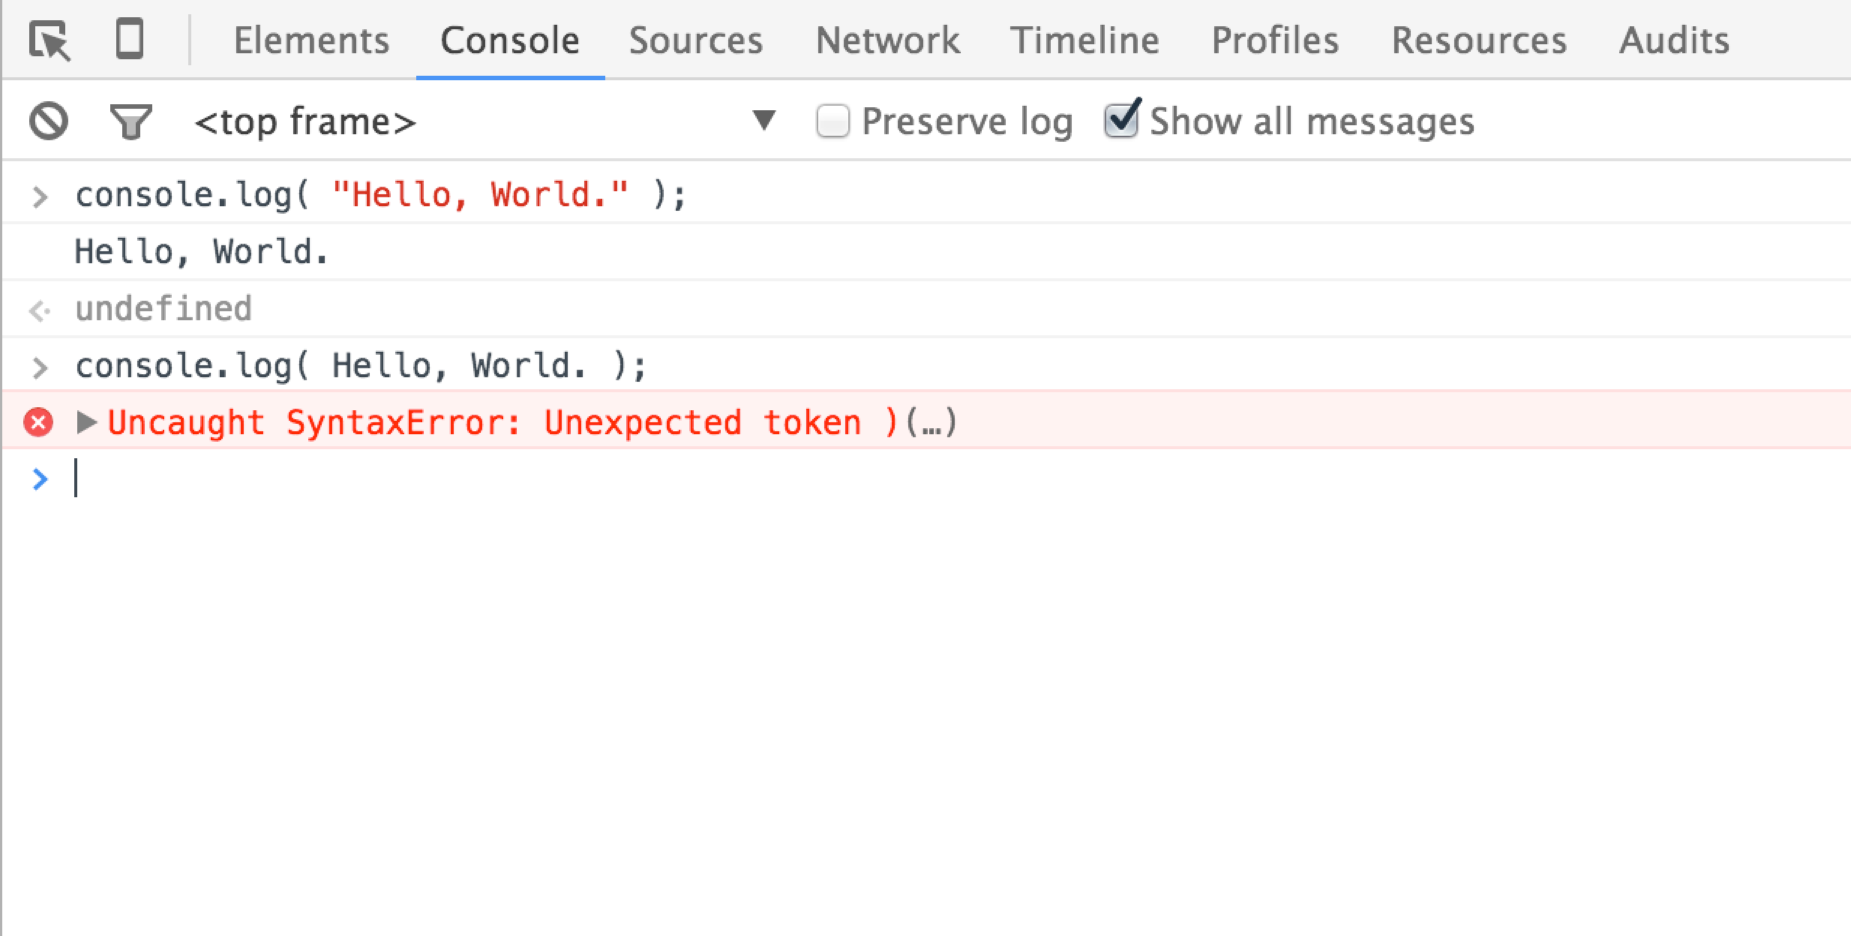 Elements Console Sources Network Timeline Profiles Resources Audits
<top frame> ▼ Preserve log Show all messages
> console.log( "Hello, World." );
Hello, World.
undefined
> console.log( Hello, World. );
Uncaught SyntaxError: Unexpected token )(…)
>